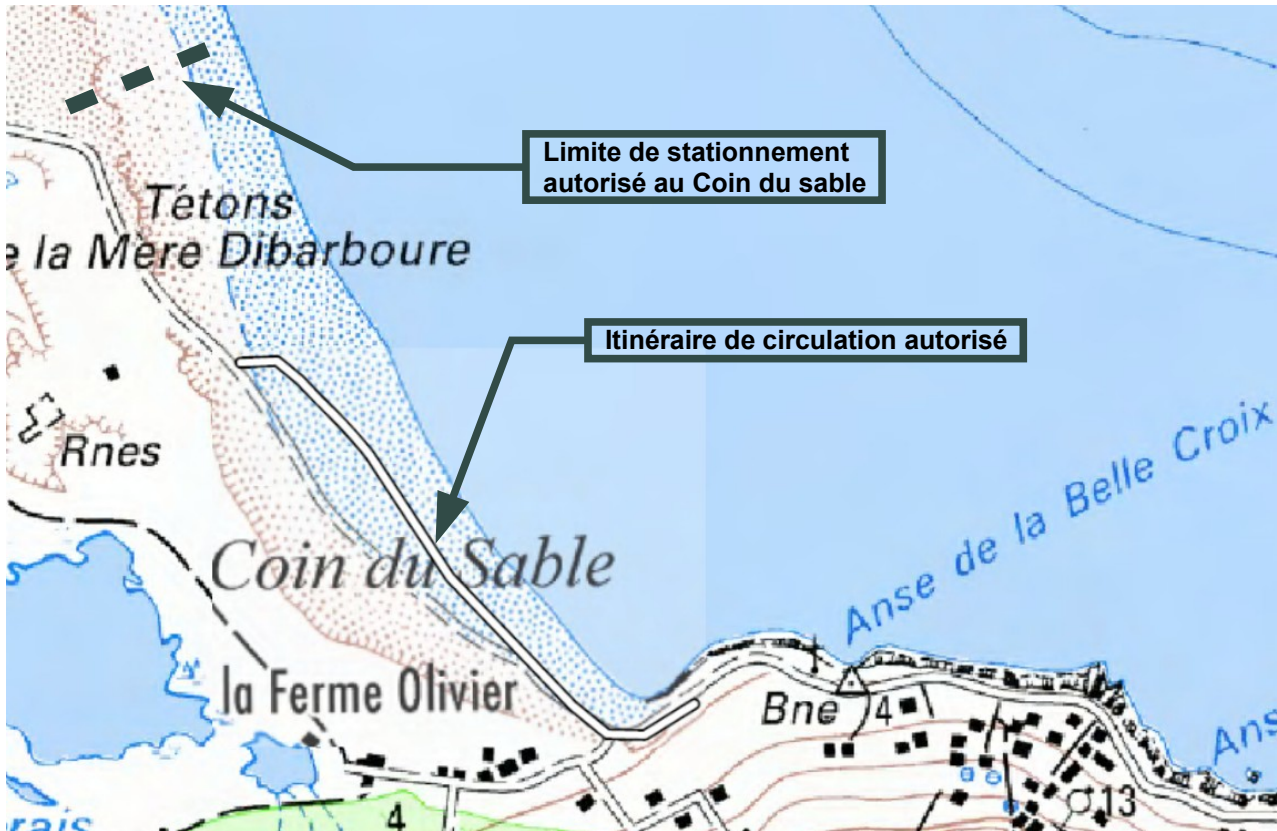 Limite de stationnement
autorisé au Coin du sable
Tétons
e la Mère Dibarboure
Itinéraire de circulation autorisé
Rnes
Anse de la Belle Croix
Coin du Sable
la Ferme Olivier
Bne
4
Ans
13
4
rais